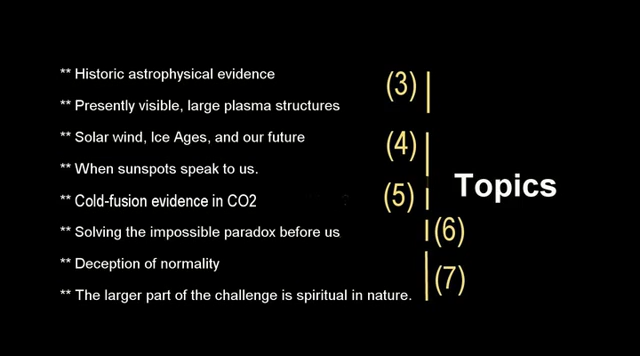 ** Historic astrophysical evidence
(3)
** Presently visible, large plasma structures
** Solar wind, Ice Ages, and our future
(4)
** When sunspots speak to us.
Topics
** Cold-fusion evidence in CO2
(5)
** Solving the impossible paradox before us
(6)
** Deception of normality
(7)
** The larger part of the challenge is spiritual in nature.